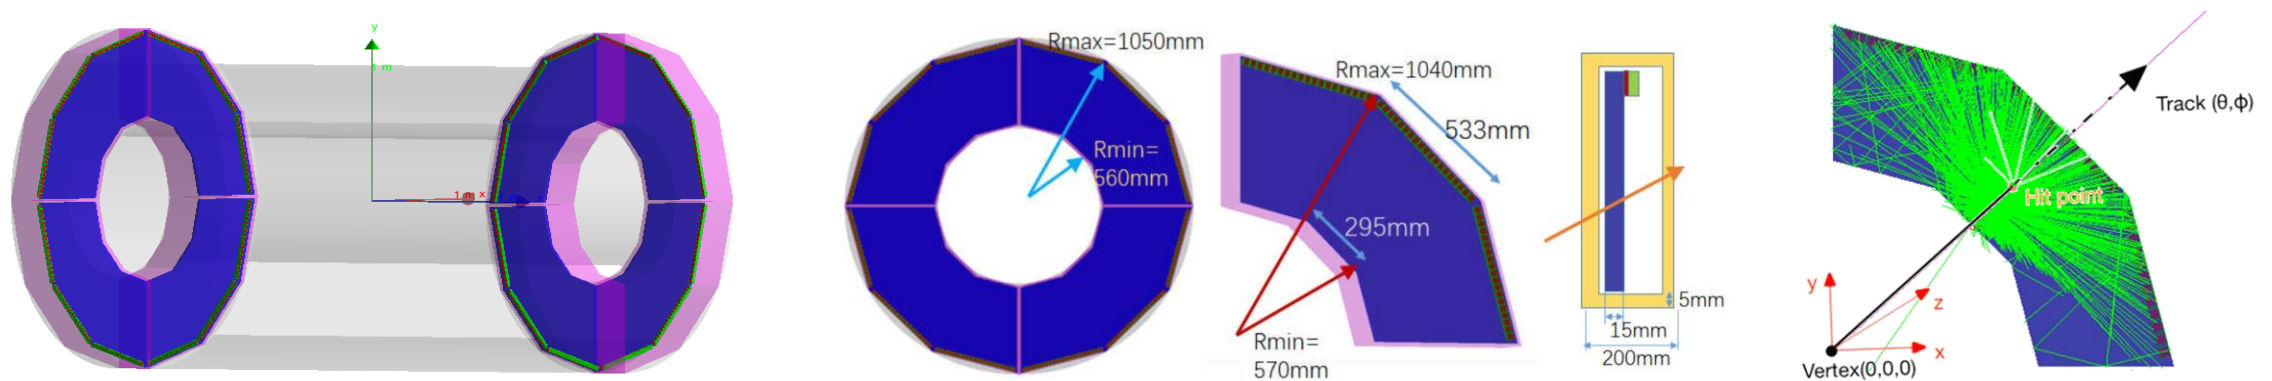 y
1 m
1 m x
Rmax=1050mm
Rmin=
560mm
Rmax=1040mm
533mm
295mm
Rmin=
570mm
5mm
15mm
200mm
Track (θ,ϕ)
Hit point
y
z
x
Vertex(0,0,0)